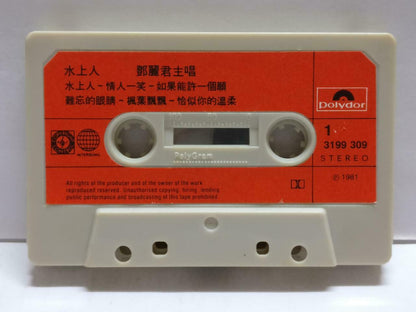 水上人 鄧麗君主唱
水上人－情人一笑－如果能許一個願
難忘的眼睛－楓葉飄飄－恰似你的溫柔
polydor
1
3199 309
STEREO
PolyGram
All rights of the producer and of the owner of the work
reproduced reserved. Unauthorised copying, hiring, lending
public performance and broadcasting of this tape prohibited.
℗ 1981